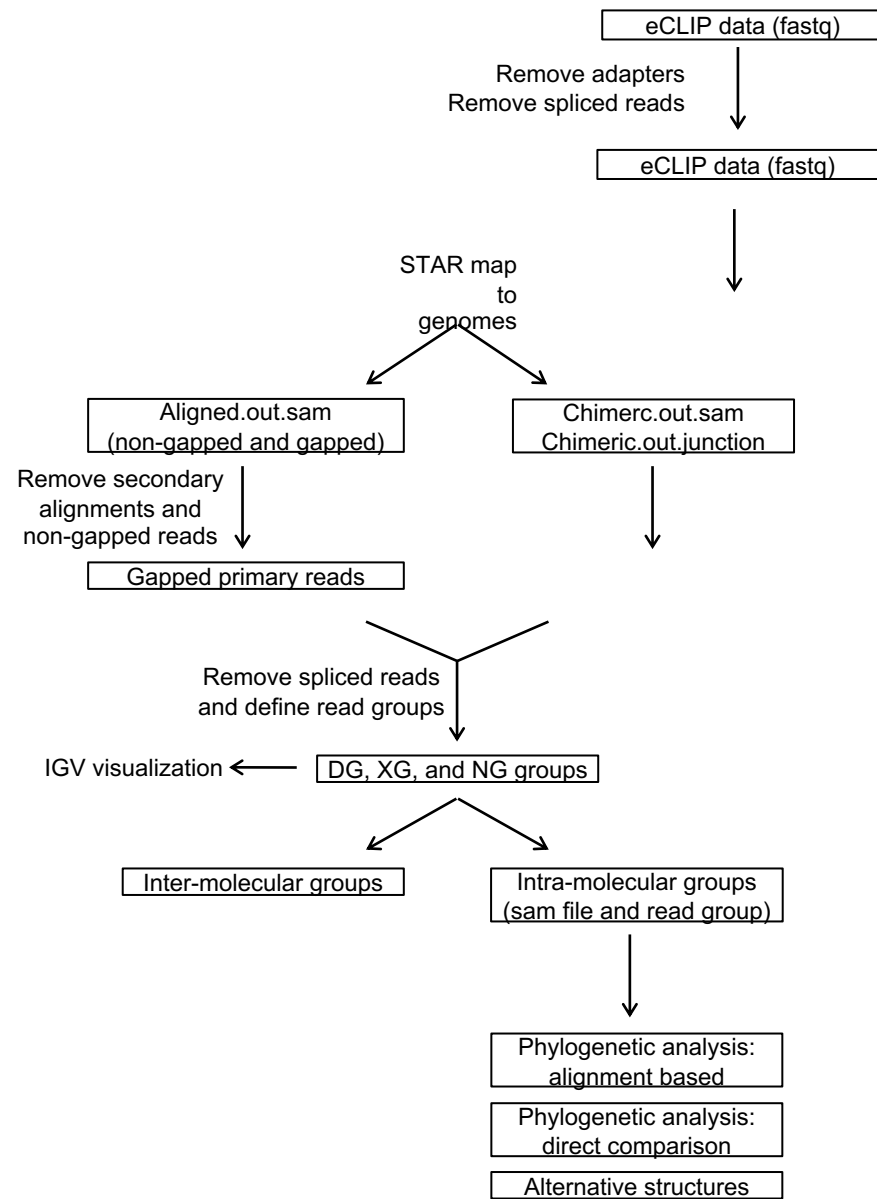 eCLIP data (fastq)
Remove adapters
Remove spliced reads
eCLIP data (fastq)
STAR map
to
genomes
Aligned.out.sam
(non-gapped and gapped)
Chimerc.out.sam
Chimeric.out.junction
Remove secondary
alignments and
non-gapped reads
Gapped primary reads
Remove spliced reads
and define read groups
IGV visualization
DG, XG, and NG groups
Inter-molecular groups
Intra-molecular groups
(sam file and read group)
Phylogenetic analysis:
alignment based
Phylogenetic analysis:
direct comparison
Alternative structures